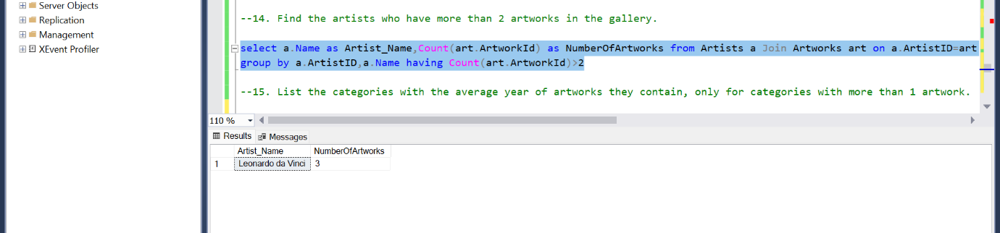 Server Objects
Replication
Management
XEvent Profiler
--14. Find the artists who have more than 2 artworks in the gallery.
select a.Name as Artist_Name,Count(art.ArtworkId) as NumberOfArtworks from Artists a Join Artworks art on a.ArtistID=art
group by a.ArtistID,a.Name having Count(art.ArtworkId)>2
--15. List the categories with the average year of artworks they contain, only for categories with more than 1 artwork.
110 %
Results Messages
Artist_Name NumberOfArtworks
1 Leonardo da Vinci 3